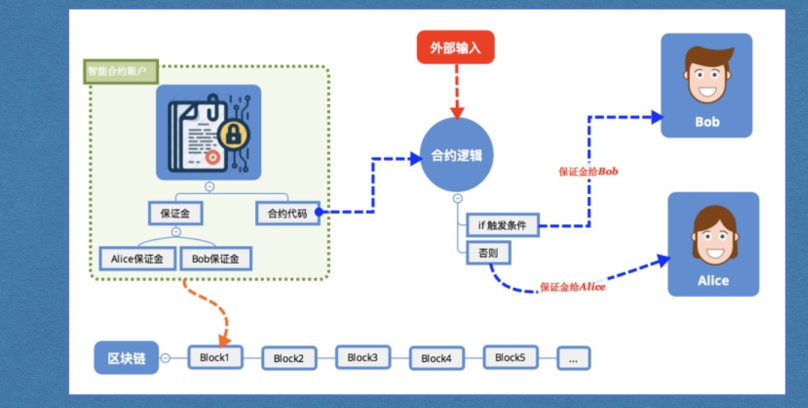 智能合约账户
外部输入
Bob
合约逻辑
保证金给Bob
保证金
合约代码
if 触发条件
否则
Alice保证金
Bob保证金
保证金给Alice
Alice
区块链
Block1
Block2
Block3
Block4
Block5
...